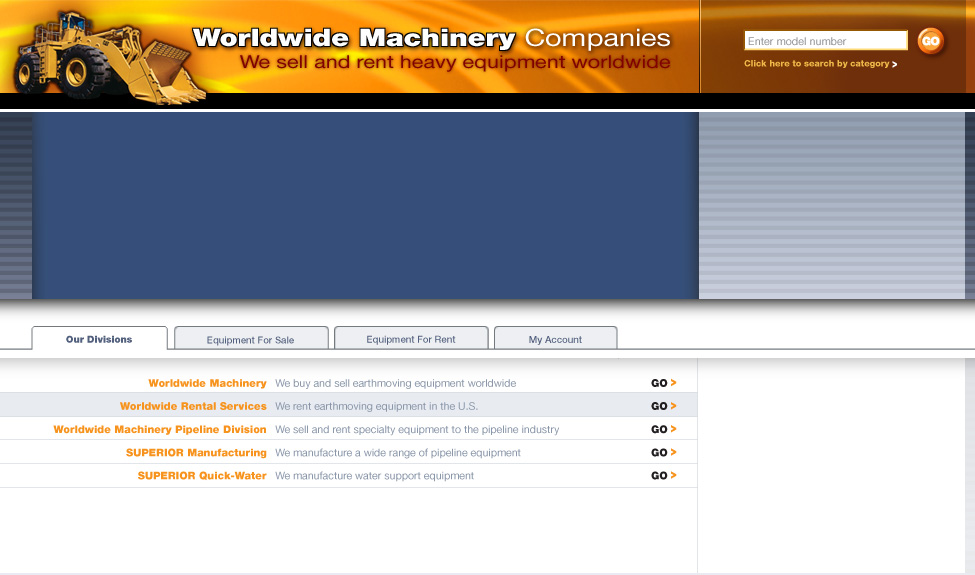 Worldwide Machinery Companies
We sell and rent heavy equipment worldwide
Enter model number GO
Click here to search by category >
Our Divisions Equipment For Sale Equipment For Rent My Account
Worldwide Machinery We buy and sell earthmoving equipment worldwide GO >
Worldwide Rental Services We rent earthmoving equipment in the U.S. GO >
Worldwide Machinery Pipeline Division We sell and rent specialty equipment to the pipeline industry GO >
SUPERIOR Manufacturing We manufacture a wide range of pipeline equipment GO >
SUPERIOR Quick-Water We manufacture water support equipment GO >